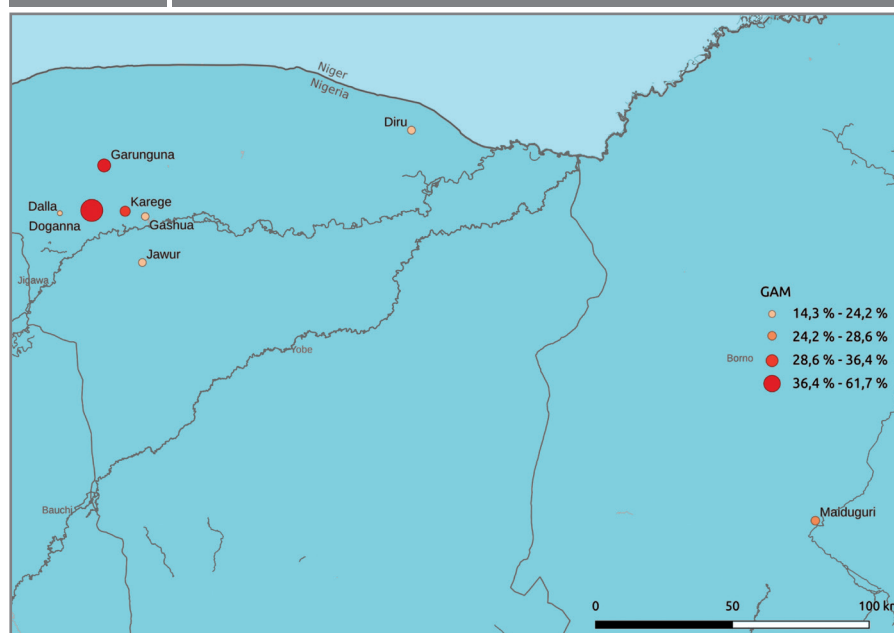 Niger
Nigeria
Diru
Garunguna
Dalla
Karege
Doganna
Gashua
Jawur
Jigawa
GAM
14,3 % - 24,2 %
24,2 % - 28,6 %
Borno
28,6 % - 36,4 %
36,4 % - 61,7 %
Yobe
Bauchi
Maiduguri
0 50 100 km